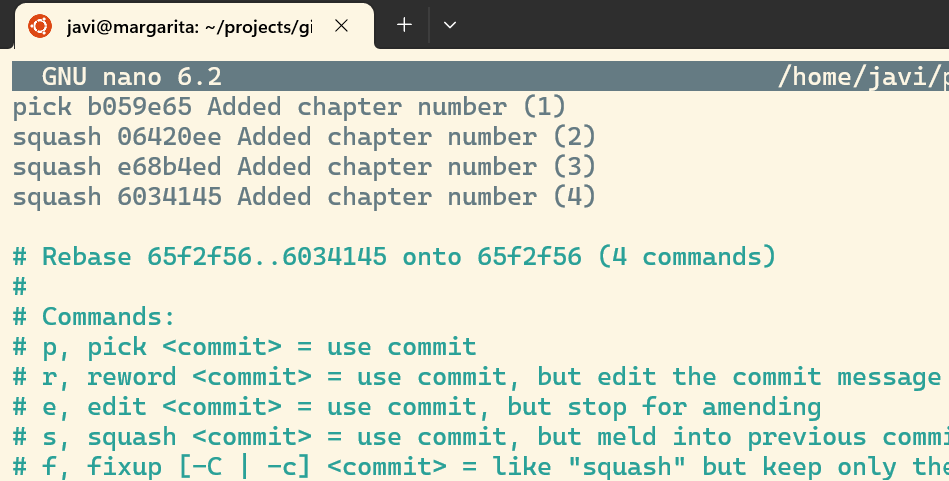 javi@margarita: ~/projects/gi
GNU nano 6.2 /home/javi/p
pick b059e65 Added chapter number (1)
squash 06420ee Added chapter number (2)
squash e68b4ed Added chapter number (3)
squash 6034145 Added chapter number (4)
# Rebase 65f2f56..6034145 onto 65f2f56 (4 commands)
#
# Commands:
# p, pick <commit> = use commit
# r, reword <commit> = use commit, but edit the commit message
# e, edit <commit> = use commit, but stop for amending
# s, squash <commit> = use commit, but meld into previous commi
# f, fixup [-C | -c] <commit> = like "squash" but keep only the